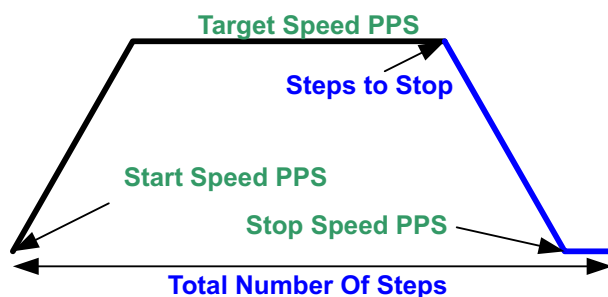 Target Speed PPS
Steps to Stop
Start Speed PPS
Stop Speed PPS
Total Number Of Steps